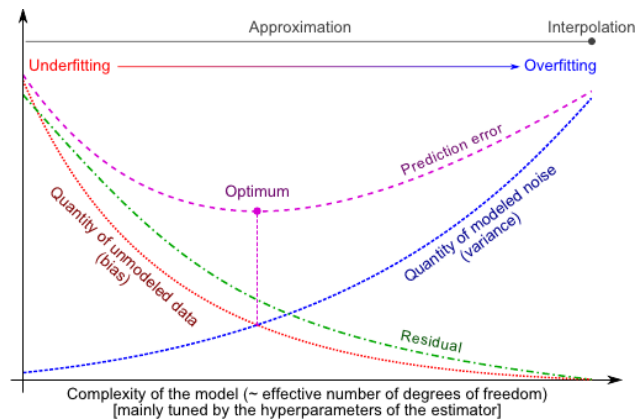 Approximation
Interpolation
Underfitting
Overfitting
Prediction error
Optimum
Quantity of unmodeled data
(bias)
Quantity of modeled noise
(variance)
Residual
Complexity of the model (~ effective number of degrees of freedom)
[mainly tuned by the hyperparameters of the estimator]